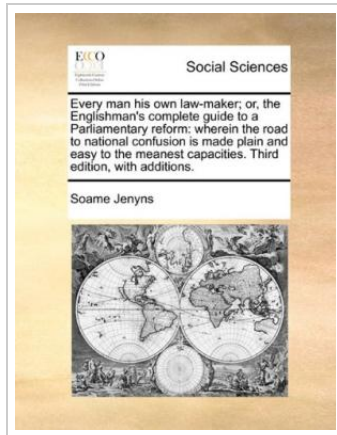 ECCO
Social Sciences
Every man his own law-maker; or, the
Englishman's complete guide to a
Parliamentary reform: wherein the road
to national confusion is made plain and
easy to the meanest capacities. Third
edition, with additions.
Soame Jenyns